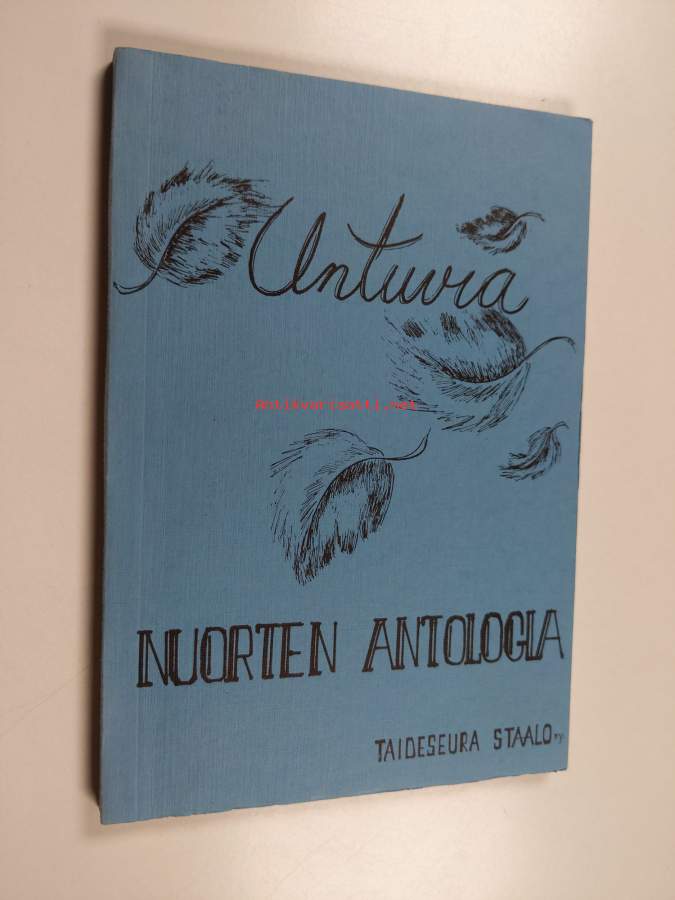 Untuvia
Antikvariaatti.net
NUORTEN ANTOLOGIA
TAIDESEURA STAALO ry